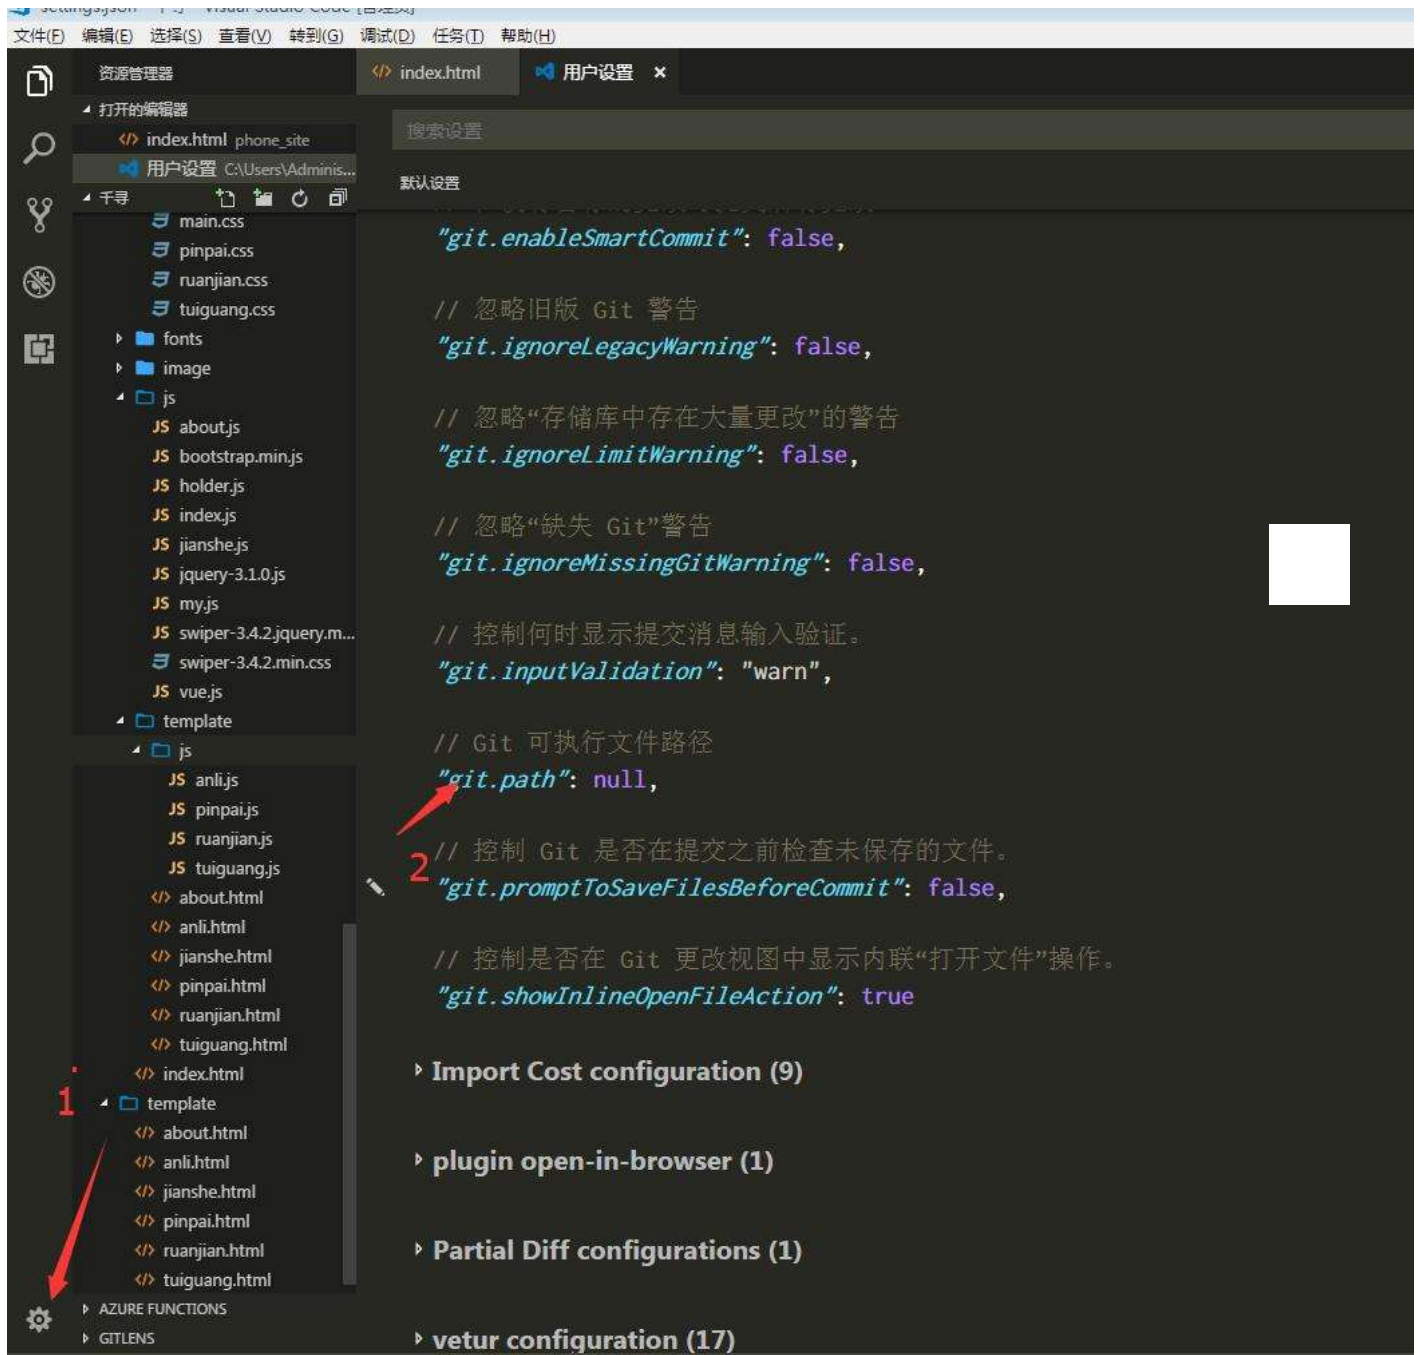 文件(F) 编辑(E) 选择(S) 查看(V) 转到(G) 调试(D) 任务(T) 帮助(H)
资源管理器
index.html 用户设置 ×
打开的编辑器
index.html phone_site
用户设置 C:\Users\Adminis...
千寻
搜索设置
默认设置
main.css
pinpai.css
ruanjian.css
tuiguang.css
fonts
image
js
JS about.js
JS bootstrap.min.js
JS holder.js
JS index.js
JS jianshe.js
JS jquery-3.1.0.js
JS my.js
JS swiper-3.4.2.jquery.m...
swiper-3.4.2.min.css
JS vue.js
template
js
JS anli.js
JS pinpai.js
JS ruanjian.js
JS tuiguang.js
about.html
anli.html
jianshe.html
pinpai.html
ruanjian.html
tuiguang.html
index.html
1
template
about.html
anli.html
jianshe.html
pinpai.html
ruanjian.html
tuiguang.html
AZURE FUNCTIONS
GITLENS
"git.enableSmartCommit": false,
// 忽略旧版 Git 警告
"git.ignoreLegacyWarning": false,
// 忽略“存储库中存在大量更改”的警告
"git.ignoreLimitWarning": false,
// 忽略“缺失 Git”警告
"git.ignoreMissingGitWarning": false,
// 控制何时显示提交消息输入验证。
"git.inputValidation": "warn",
// Git 可执行文件路径
"git.path": null,
2
// 控制 Git 是否在提交之前检查未保存的文件。
"git.promptToSaveFilesBeforeCommit": false,
// 控制是否在 Git 更改视图中显示内联“打开文件”操作。
"git.showInlineOpenFileAction": true
Import Cost configuration (9)
plugin open-in-browser (1)
Partial Diff configurations (1)
vetur configuration (17)